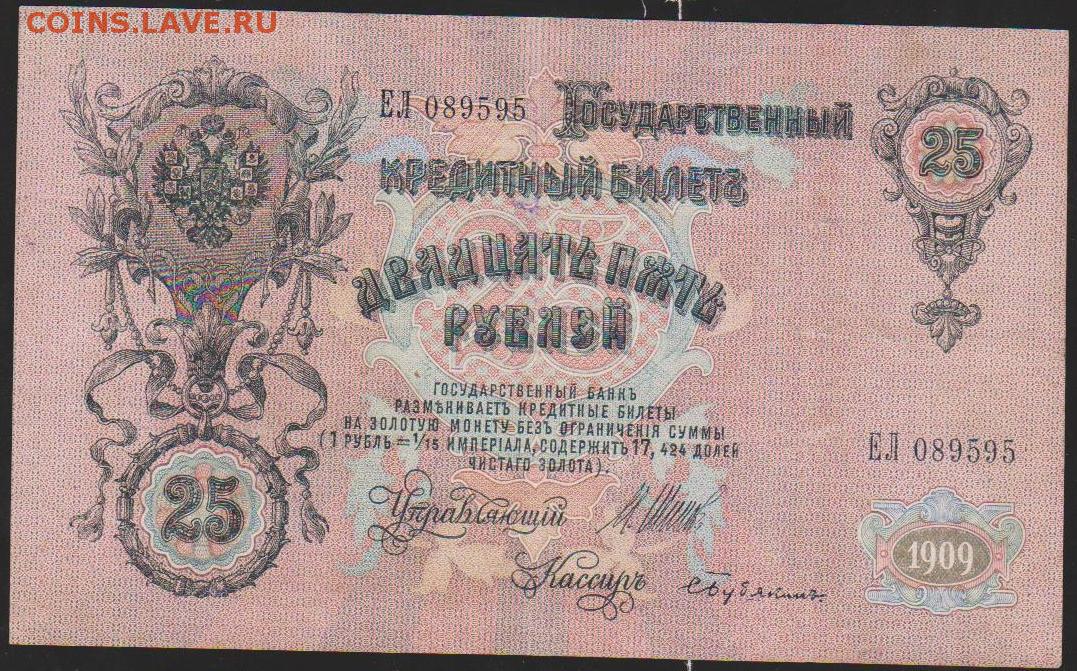 COINS.LAVE.RU
ЕЛ 089595
ГОСУДАРСТВЕННЫЙ
КРЕДИТНЫЙ БИЛЕТЪ
25
ДВАДЦАТЬ ПЯТЬ
РУБЛЕЙ
ГОСУДАРСТВЕННЫЙ БАНКЪ
РАЗМѢНИВАЕТЪ КРЕДИТНЫЕ БИЛЕТЫ
НА ЗОЛОТУЮ МОНЕТУ БЕЗЪ ОГРАНИЧЕНІЯ СУММЫ
(1 РУБЛЬ = 1/15 ИМПЕРІАЛА, СОДЕРЖИТЪ 17, 424 ДОЛЕЙ
ЧИСТАГО ЗОЛОТА).
ЕЛ 089595
25
Управляющій
И. Шипов
Кассиръ
1909